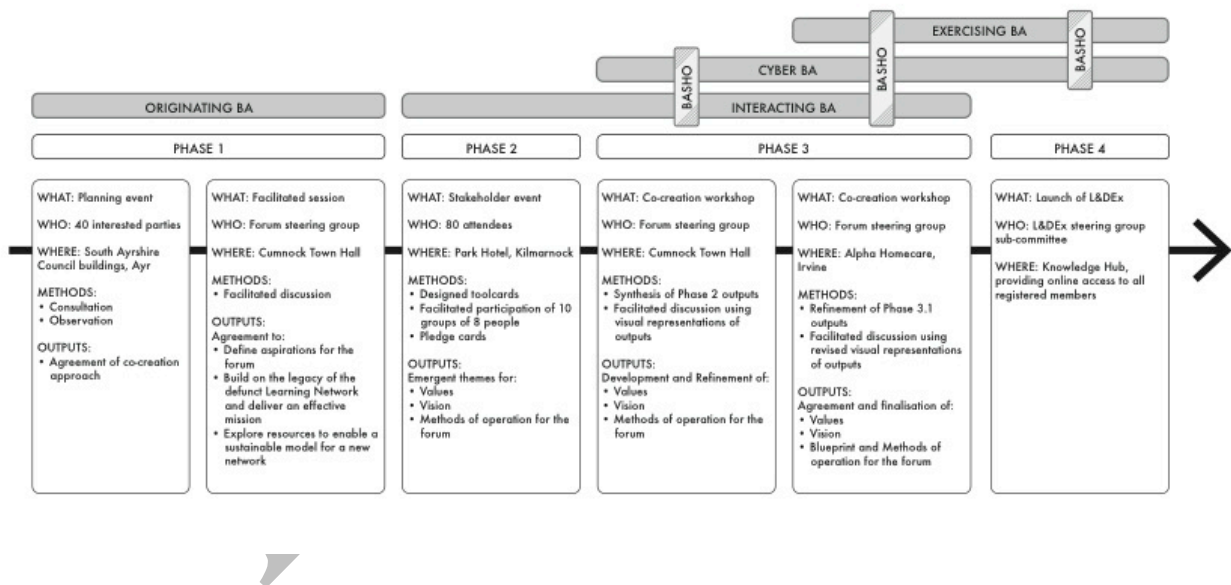 EXERCISING BA
CYBER BA
BASHO
BASHO
BASHO
ORIGINATING BA
INTERACTING BA
PHASE 1
PHASE 2
PHASE 3
PHASE 4
WHAT: Planning event
WHO: 40 interested parties
WHERE: South Ayrshire
Council buildings, Ayr
METHODS:
• Consultation
• Observation
OUTPUTS:
• Agreement of co-creation
approach
WHAT: Facilitated session
WHO: Forum steering group
WHERE: Cumnock Town Hall
METHODS:
• Facilitated discussion
OUTPUTS:
Agreement to:
• Define aspirations for the
forum
• Build on the legacy of the
defunct Learning Network
and deliver an effective
mission
• Explore resources to enable a
sustainable model for a new
network
WHAT: Stakeholder event
WHO: 80 attendees
WHERE: Park Hotel, Kilmarnock
METHODS:
• Designed toolcards
• Facilitated participation of 10
groups of 8 people
• Pledge cards
OUTPUTS:
Emergent themes for:
• Values
• Vision
• Methods of operation for the
forum
WHAT: Co-creation workshop
WHO: Forum steering group
WHERE: Cumnock Town Hall
METHODS:
• Synthesis of Phase 2 outputs
• Facilitated discussion using
visual representations of
outputs
OUTPUTS:
Development and Refinement of:
• Values
• Vision
• Methods of operation for the
forum
WHAT: Co-creation workshop
WHO: Forum steering group
WHERE: Alpha Homecare,
Irvine
METHODS:
• Refinement of Phase 3.1
outputs
• Facilitated discussion using
revised visual representations
of outputs
OUTPUTS:
Agreement and finalisation of:
• Values
• Vision
• Blueprint and Methods of
operation for the forum
WHAT: Launch of L&DEx
WHO: L&DEx steering group
sub-committee
WHERE: Knowledge Hub,
providing online access to all
registered members